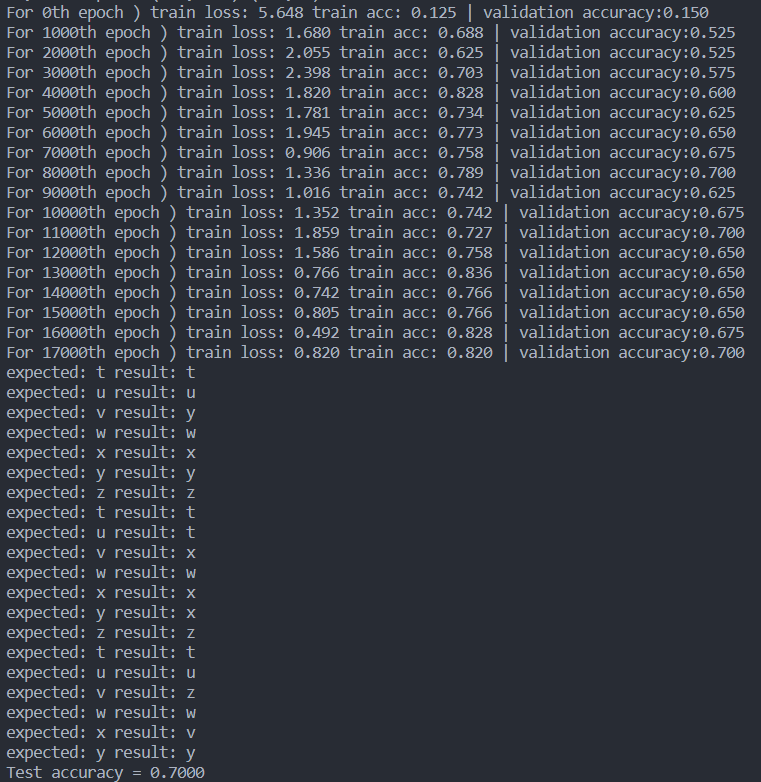 For 0th epoch ) train loss: 5.648 train acc: 0.125 | validation accuracy:0.150
For 1000th epoch ) train loss: 1.680 train acc: 0.688 | validation accuracy:0.525
For 2000th epoch ) train loss: 2.055 train acc: 0.625 | validation accuracy:0.525
For 3000th epoch ) train loss: 2.398 train acc: 0.703 | validation accuracy:0.575
For 4000th epoch ) train loss: 1.820 train acc: 0.828 | validation accuracy:0.600
For 5000th epoch ) train loss: 1.781 train acc: 0.734 | validation accuracy:0.625
For 6000th epoch ) train loss: 1.945 train acc: 0.773 | validation accuracy:0.650
For 7000th epoch ) train loss: 0.906 train acc: 0.758 | validation accuracy:0.675
For 8000th epoch ) train loss: 1.336 train acc: 0.789 | validation accuracy:0.700
For 9000th epoch ) train loss: 1.016 train acc: 0.742 | validation accuracy:0.625
For 10000th epoch ) train loss: 1.352 train acc: 0.742 | validation accuracy:0.675
For 11000th epoch ) train loss: 1.859 train acc: 0.727 | validation accuracy:0.700
For 12000th epoch ) train loss: 1.586 train acc: 0.758 | validation accuracy:0.650
For 13000th epoch ) train loss: 0.766 train acc: 0.836 | validation accuracy:0.650
For 14000th epoch ) train loss: 0.742 train acc: 0.766 | validation accuracy:0.650
For 15000th epoch ) train loss: 0.805 train acc: 0.766 | validation accuracy:0.650
For 16000th epoch ) train loss: 0.492 train acc: 0.828 | validation accuracy:0.675
For 17000th epoch ) train loss: 0.820 train acc: 0.820 | validation accuracy:0.700
expected: t result: t
expected: u result: u
expected: v result: y
expected: w result: w
expected: x result: x
expected: y result: y
expected: z result: z
expected: t result: t
expected: u result: t
expected: v result: x
expected: w result: w
expected: x result: x
expected: y result: x
expected: z result: z
expected: t result: t
expected: u result: u
expected: v result: z
expected: w result: w
expected: x result: v
expected: y result: y
Test accuracy = 0.7000